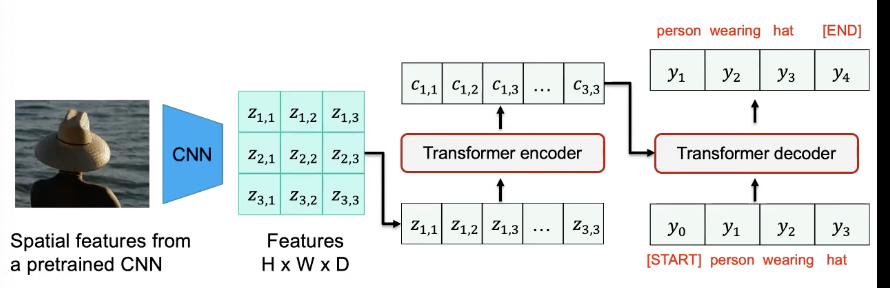 person wearing hat [END]
y₁ y₂ y₃ y₄
c₁,₁ c₁,₂ c₁,₃ … c₃,₃
z₁,₁ z₁,₂ z₁,₃
z₂,₁ z₂,₂ z₂,₃
z₃,₁ z₃,₂ z₃,₃
CNN
Transformer encoder
Transformer decoder
z₁,₁ z₁,₂ z₁,₃ … z₃,₃
y₀ y₁ y₂ y₃
[START] person wearing hat
Spatial features from
a pretrained CNN
Features
H x W x D